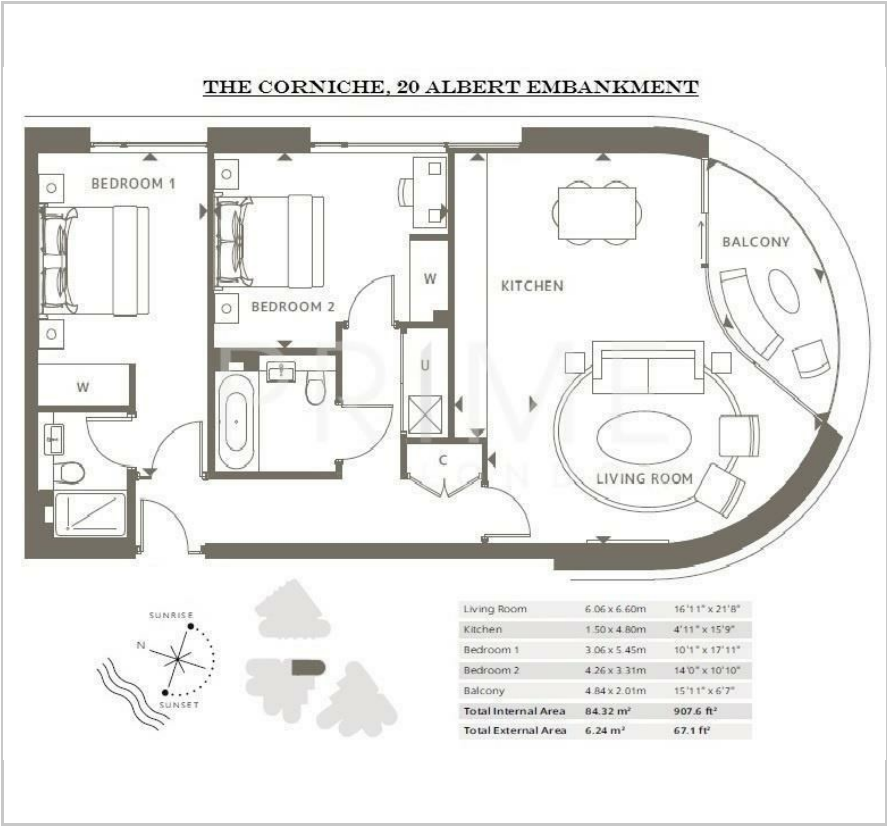 THE CORNICHE, 20 ALBERT EMBANKMENT
BEDROOM 1
BEDROOM 2
W
W
U
C
KITCHEN
BALCONY
LIVING ROOM
PRIME
LONDON
SUNRISE
N
SUNSET
Living Room 6.06 x 6.60m 16'11" x 21'8"
Kitchen 1.50 x 4.80m 4'11" x 15'9"
Bedroom 1 3.06 x 5.45m 10'1" x 17'11"
Bedroom 2 4.26 x 3.31m 14'0" x 10'10"
Balcony 4.84 x 2.01m 15'11" x 6'7"
Total Internal Area 84.32 m² 907.6 ft²
Total External Area 6.24 m² 67.1 ft²